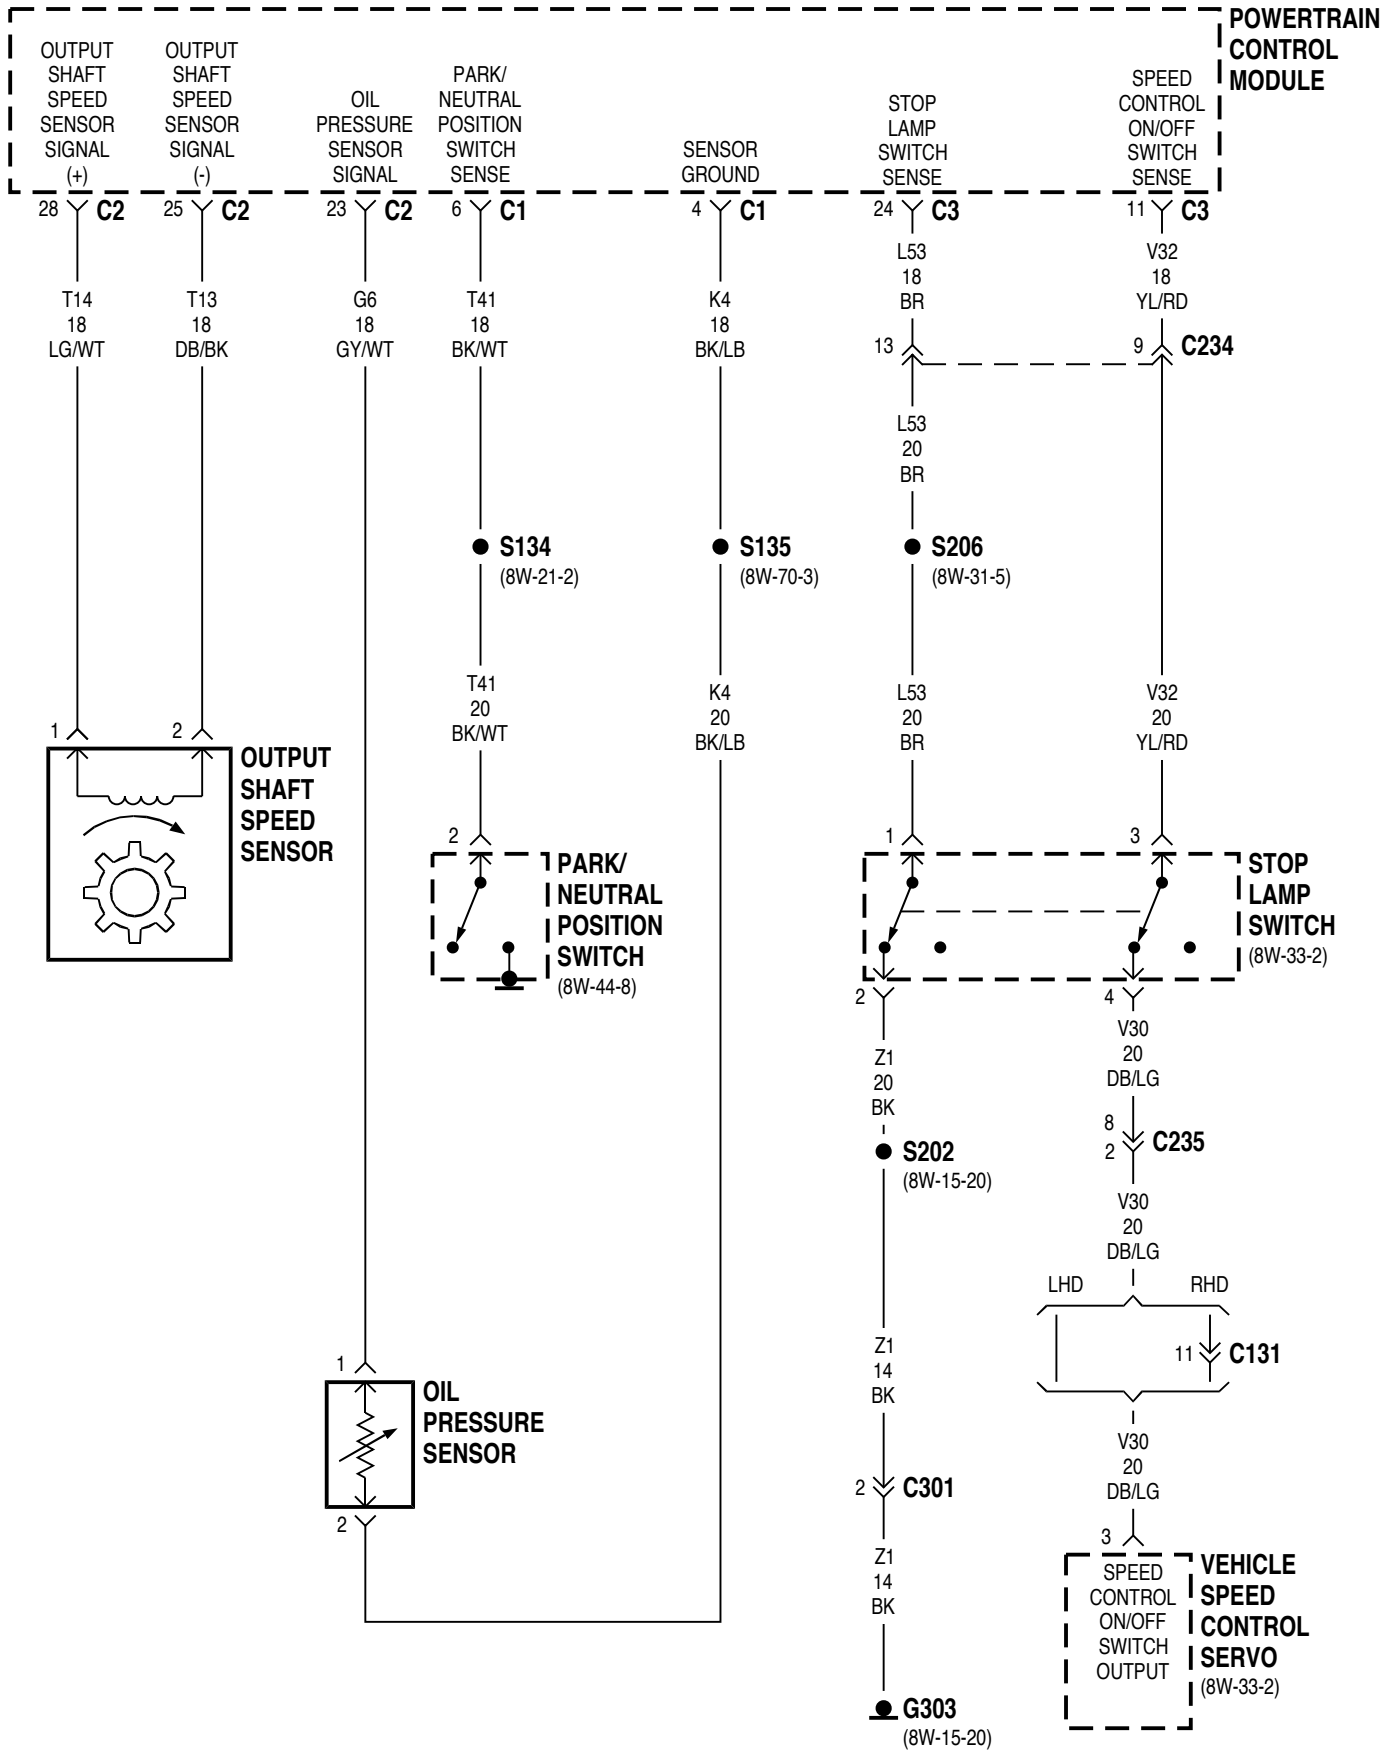 POWERTRAIN
CONTROL
MODULE
OUTPUT
SHAFT
SPEED
SENSOR
SIGNAL
(+)
OUTPUT
SHAFT
SPEED
SENSOR
SIGNAL
(-)
OIL
PRESSURE
SENSOR
SIGNAL
PARK/
NEUTRAL
POSITION
SWITCH
SENSE
SENSOR
GROUND
STOP
LAMP
SWITCH
SENSE
SPEED
CONTROL
ON/OFF
SWITCH
SENSE
28 C2
25 C2
23 C2
6 C1
4 C1
24 C3
11 C3
T14
18
LG/WT
T13
18
DB/BK
G6
18
GY/WT
T41
18
BK/WT
K4
18
BK/LB
L53
18
BR
V32
18
YL/RD
13
9 C234
L53
20
BR
S134
(8W-21-2)
S135
(8W-70-3)
S206
(8W-31-5)
T41
20
BK/WT
K4
20
BK/LB
L53
20
BR
V32
20
YL/RD
1
2
OUTPUT
SHAFT
SPEED
SENSOR
2
PARK/
NEUTRAL
POSITION
SWITCH
(8W-44-8)
1
3
STOP
LAMP
SWITCH
(8W-33-2)
2
4
Z1
20
BK
V30
20
DB/LG
S202
(8W-15-20)
8
2
C235
V30
20
DB/LG
LHD
RHD
11 C131
Z1
14
BK
1
OIL
PRESSURE
SENSOR
2
V30
20
DB/LG
2 C301
Z1
14
BK
3
SPEED
CONTROL
ON/OFF
SWITCH
OUTPUT
VEHICLE
SPEED
CONTROL
SERVO
(8W-33-2)
G303
(8W-15-20)